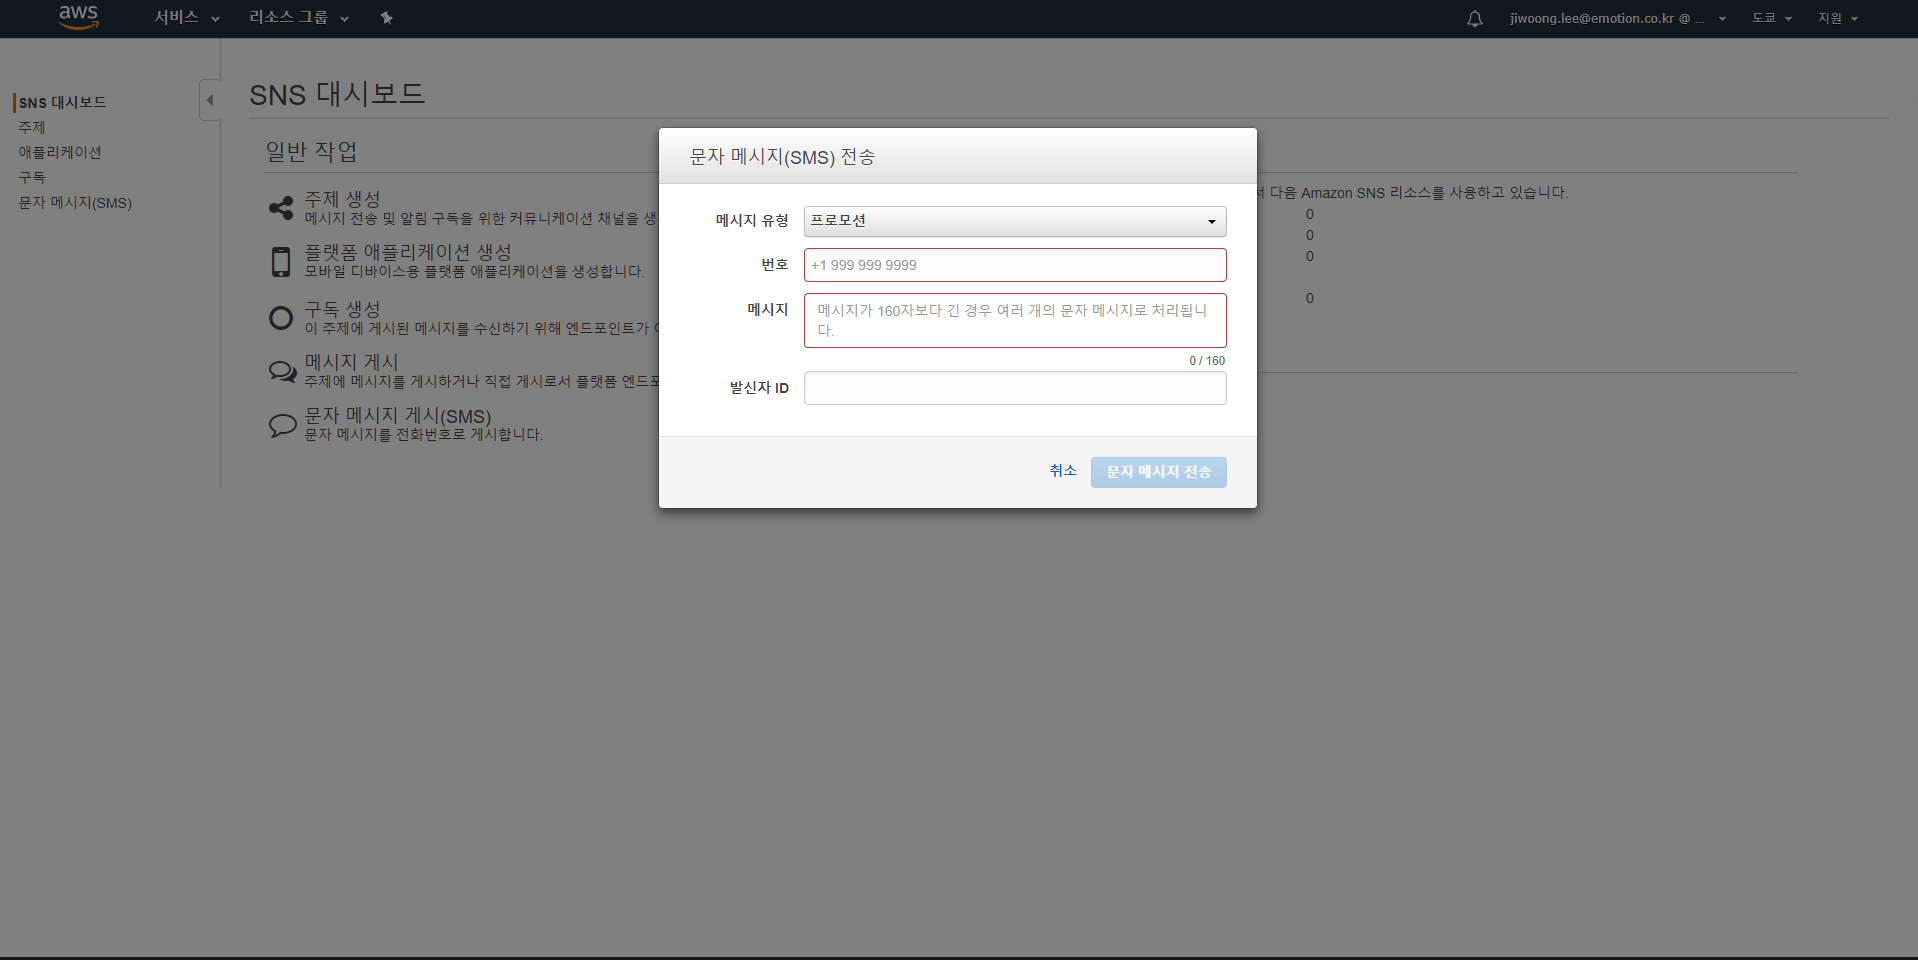 aws
서비스
리소스 그룹
jiwoong.lee@emotion.co.kr @ ...
도쿄
지원
SNS 대시보드
주제
애플리케이션
구독
문자 메시지(SMS)
SNS 대시보드
일반 작업
주제 생성
메시지 전송 및 알림 구독을 위한 커뮤니케이션 채널을
플랫폼 애플리케이션 생성
모바일 디바이스용 플랫폼 애플리케이션을 생성합니다.
구독 생성
이 주제에 게시된 메시지를 수신하기 위해 엔드포인트가
메시지 게시
주제에 메시지를 게시하거나 직접 게시로서 플랫폼
문자 메시지 게시(SMS)
문자 메시지를 전화번호로 게시합니다.
문자 메시지(SMS) 전송
메시지 유형
프로모션
번호
+1 999 999 9999
메시지
메시지가 160자보다 긴 경우 여러 개의 문자 메시지로 처리됩니
다.
0 / 160
발신자 ID
취소
문자 메시지 전송
다음 Amazon SNS 리소스를 사용하고 있습니다.
0
0
0
0